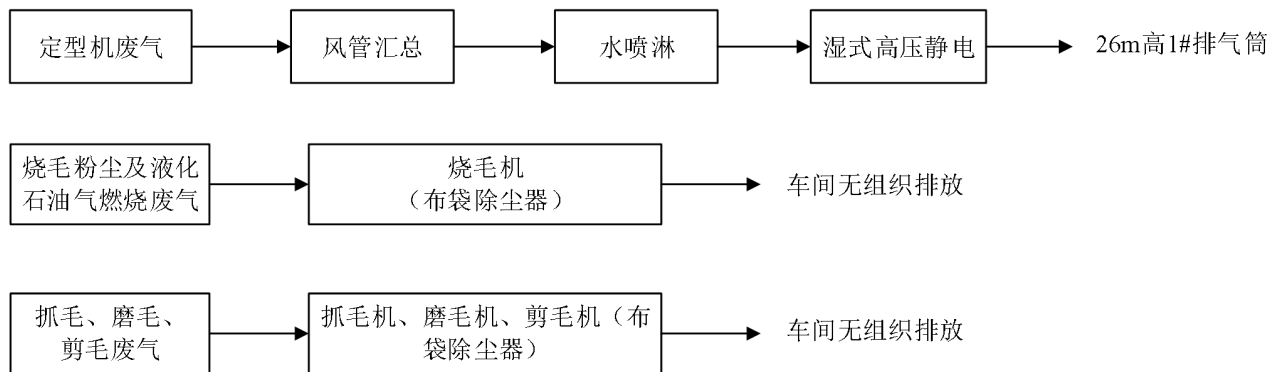 定型机废气
风管汇总
水喷淋
湿式高压静电
26m高1#排气筒
烧毛粉尘及液化
石油气燃烧废气
烧毛机
（布袋除尘器）
车间无组织排放
抓毛、磨毛、
剪毛废气
抓毛机、磨毛机、剪毛机（布
袋除尘器）
车间无组织排放